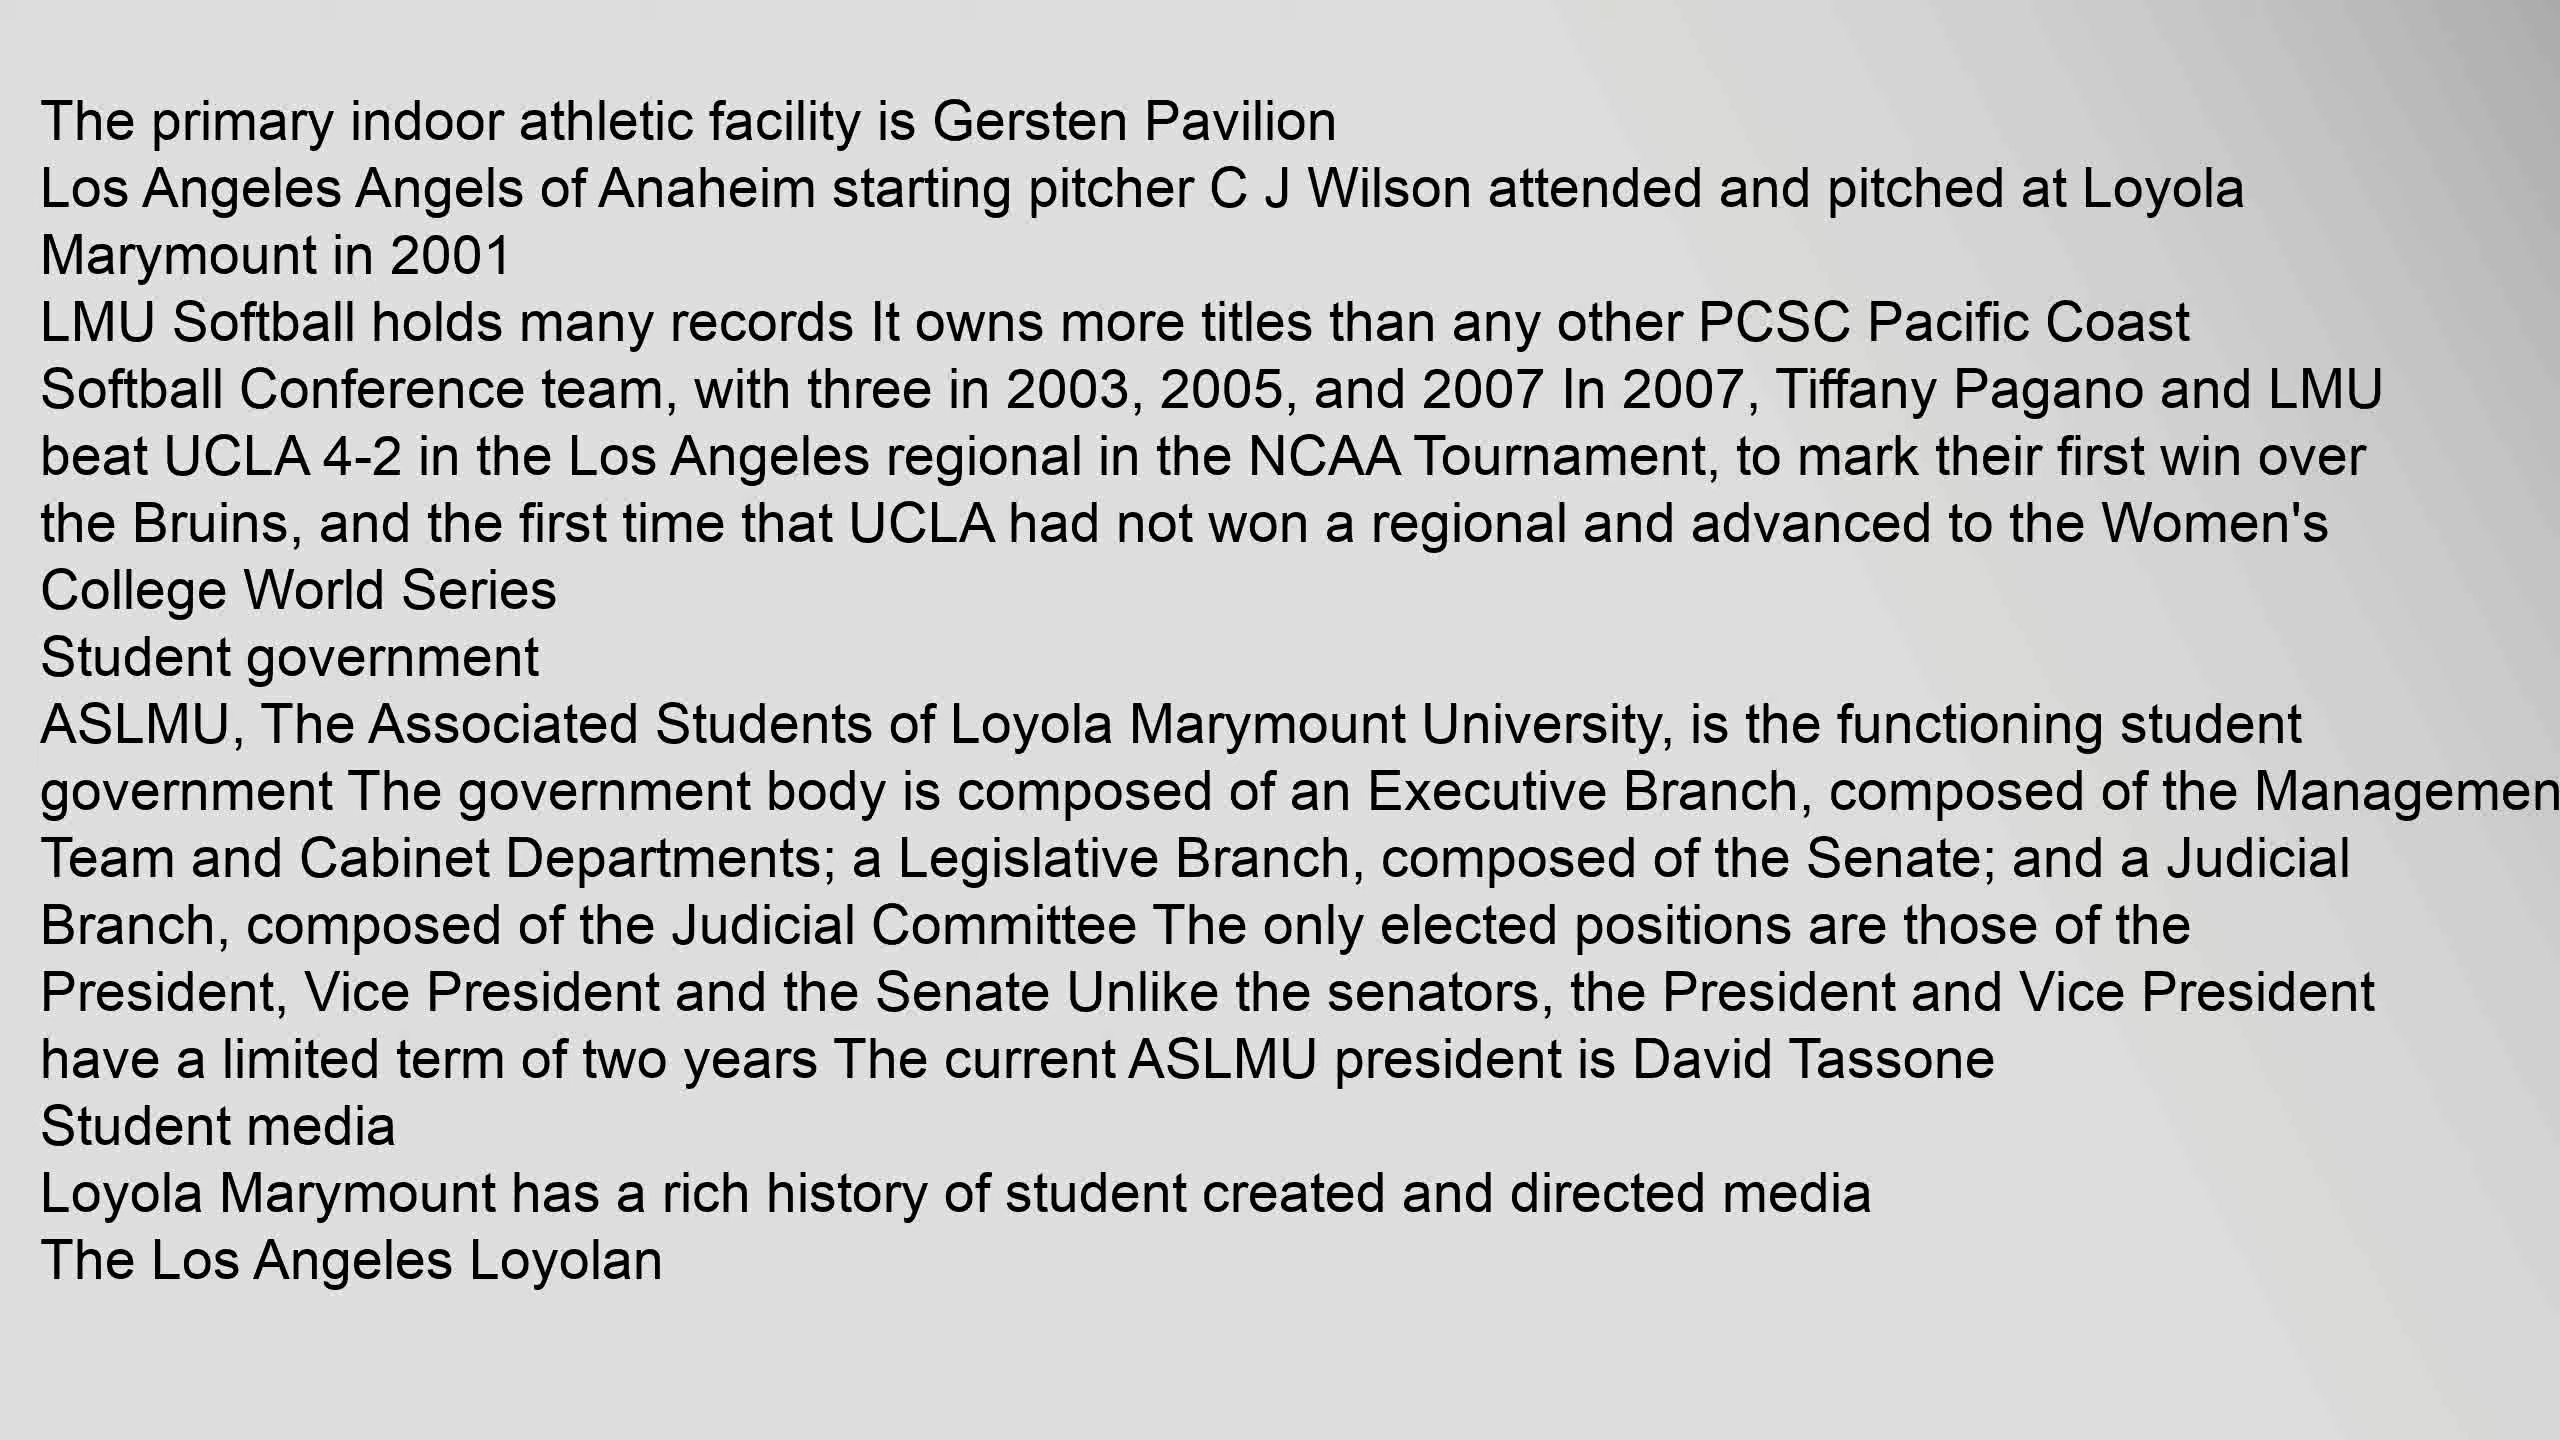 The primary indoor athletic facility is Gersten Pavilion
Los Angeles Angels of Anaheim starting pitcher C J Wilson attended and pitched at Loyola
Marymount in 2001
LMU Softball holds many records It owns more titles than any other PCSC Pacific Coast
Softball Conference team, with three in 2003, 2005, and 2007 In 2007, Tiffany Pagano and LMU
beat UCLA 4-2 in the Los Angeles regional in the NCAA Tournament, to mark their first win over
the Bruins, and the first time that UCLA had not won a regional and advanced to the Women's
College World Series
Student government
ASLMU, The Associated Students of Loyola Marymount University, is the functioning student
government The government body is composed of an Executive Branch, composed of the Managemen
Team and Cabinet Departments; a Legislative Branch, composed of the Senate; and a Judicial
Branch, composed of the Judicial Committee The only elected positions are those of the
President, Vice President and the Senate Unlike the senators, the President and Vice President
have a limited term of two years The current ASLMU president is David Tassone
Student media
Loyola Marymount has a rich history of student created and directed media
The Los Angeles Loyolan